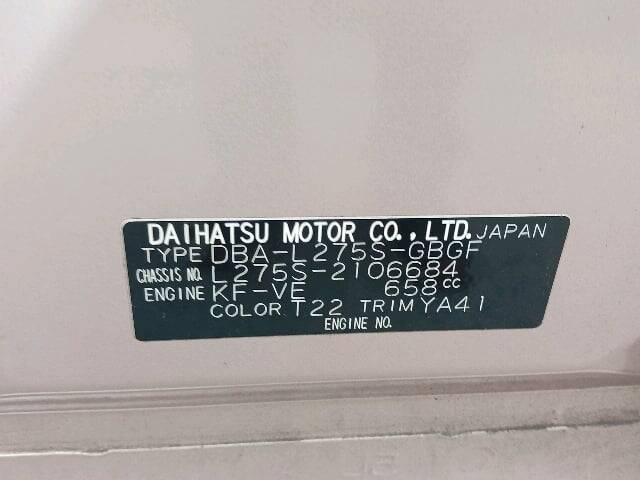 DAIHATSU MOTOR CO., LTD. JAPAN
TYPE DBA-L275S-GBGF
CHASSIS NO. L275S-2106684
ENGINE KF-VE 658cc
COLOR T22 TRIM YA41
ENGINE NO.